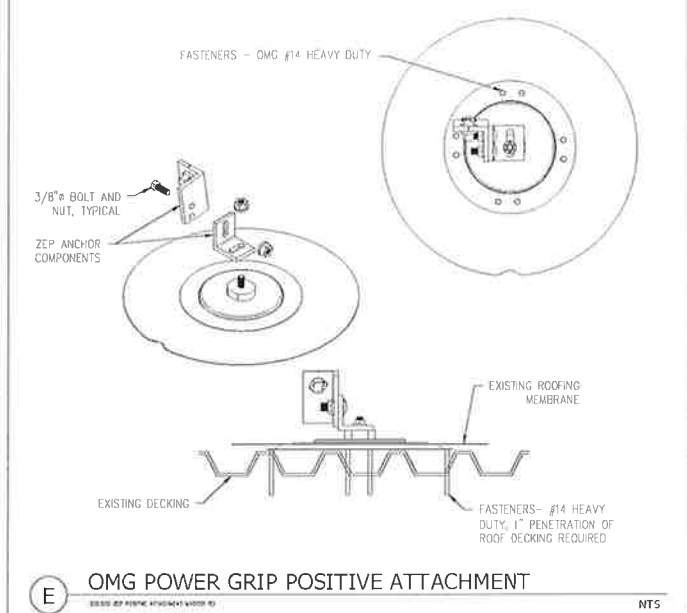 FASTENERS - OMG #14 HEAVY DUTY
3/8"ø BOLT AND
NUT, TYPICAL
ZEP ANCHOR
COMPONENTS
EXISTING ROOFING
MEMBRANE
EXISTING DECKING
FASTENERS- #14 HEAVY
DUTY, 1" PENETRATION OF
ROOF DECKING REQUIRED
E
OMG POWER GRIP POSITIVE ATTACHMENT
NTS